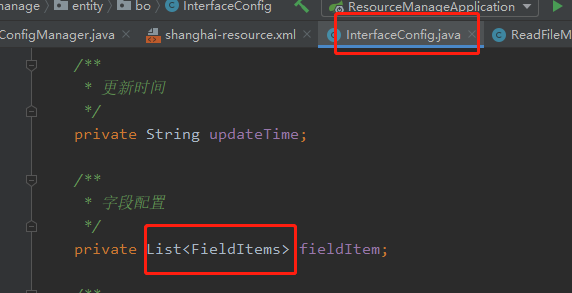 manage entity bo InterfaceConfig ResourceManageApplication
ConfigManager.java shanghai-resource.xml InterfaceConfig.java ReadFileM
/**
* 更新时间
*/
private String updateTime;
/**
* 字段配置
*/
private List<FieldItems> fieldItem;
/**